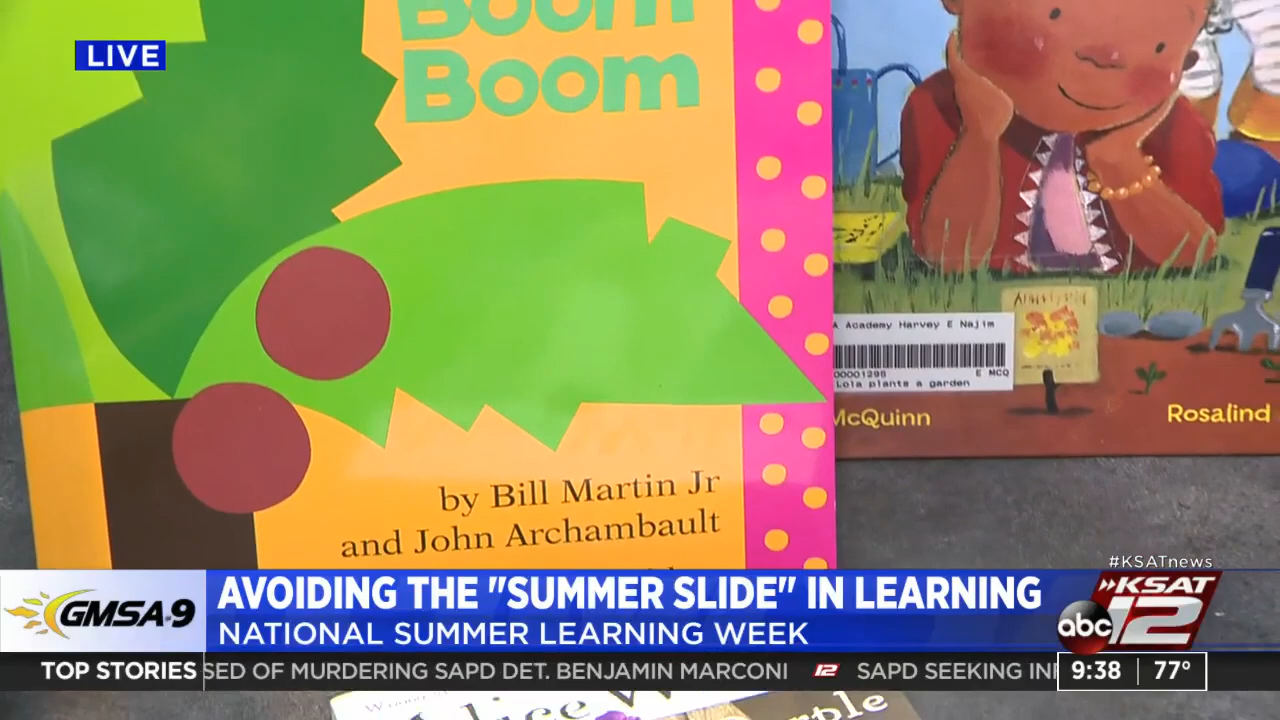 LIVE
Boom
Boom
by Bill Martin Jr
and John Archambault
A Academy Harvey E Najim
00001295 E MCQ
Lola plants a garden
McQuinn
Rosalind
#KSATnews
GMSA@9
AVOIDING THE "SUMMER SLIDE" IN LEARNING
NATIONAL SUMMER LEARNING WEEK
abc
KSAT
12
TOP STORIES
SED OF MURDERING SAPD DET. BENJAMIN MARCONI 12 SAPD SEEKING
9:38 77°